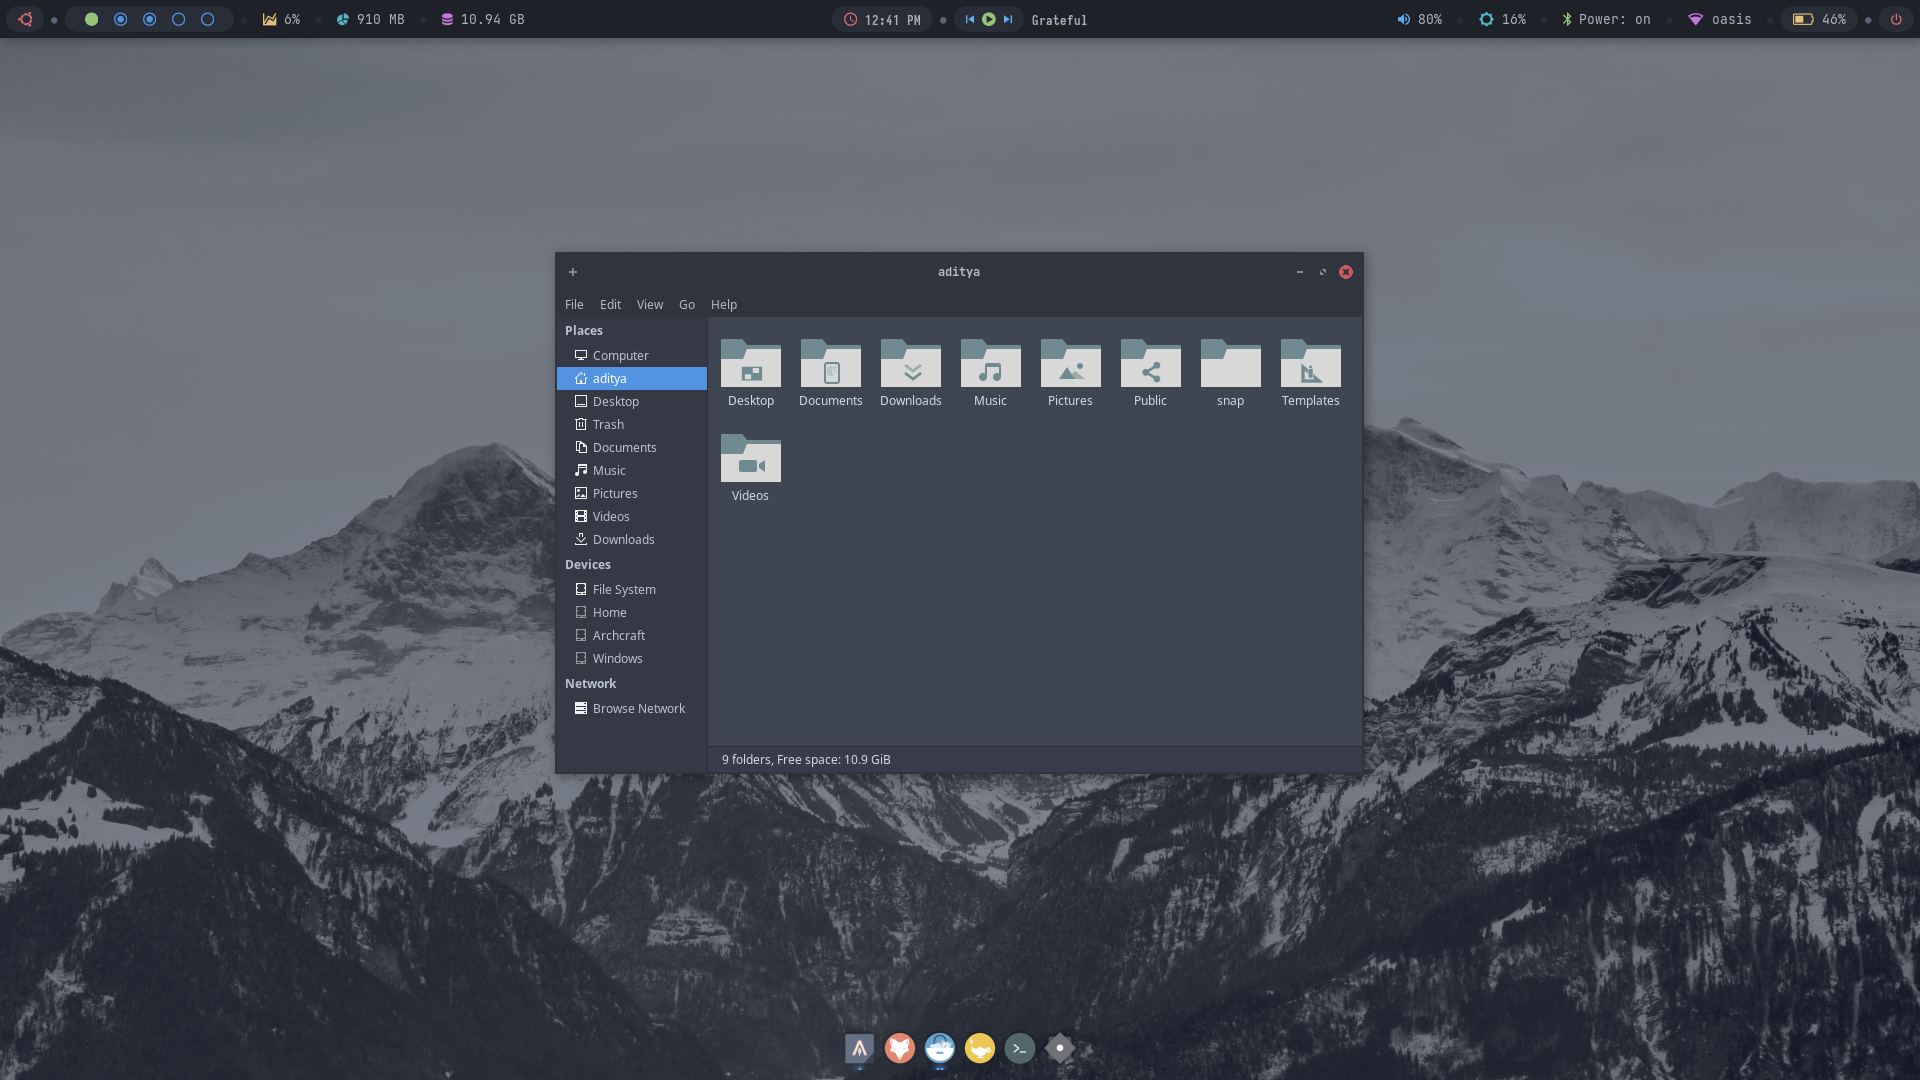 6% 910 MB 10.94 GB 12:41 PM Grateful 80% 16% Power: on oasis 46%
aditya
File Edit View Go Help
Places
Computer
aditya
Desktop
Trash
Documents
Music
Pictures
Videos
Downloads
Devices
File System
Home
Archcraft
Windows
Network
Browse Network
Desktop Documents Downloads Music Pictures Public snap Templates
Videos
9 folders, Free space: 10.9 GiB